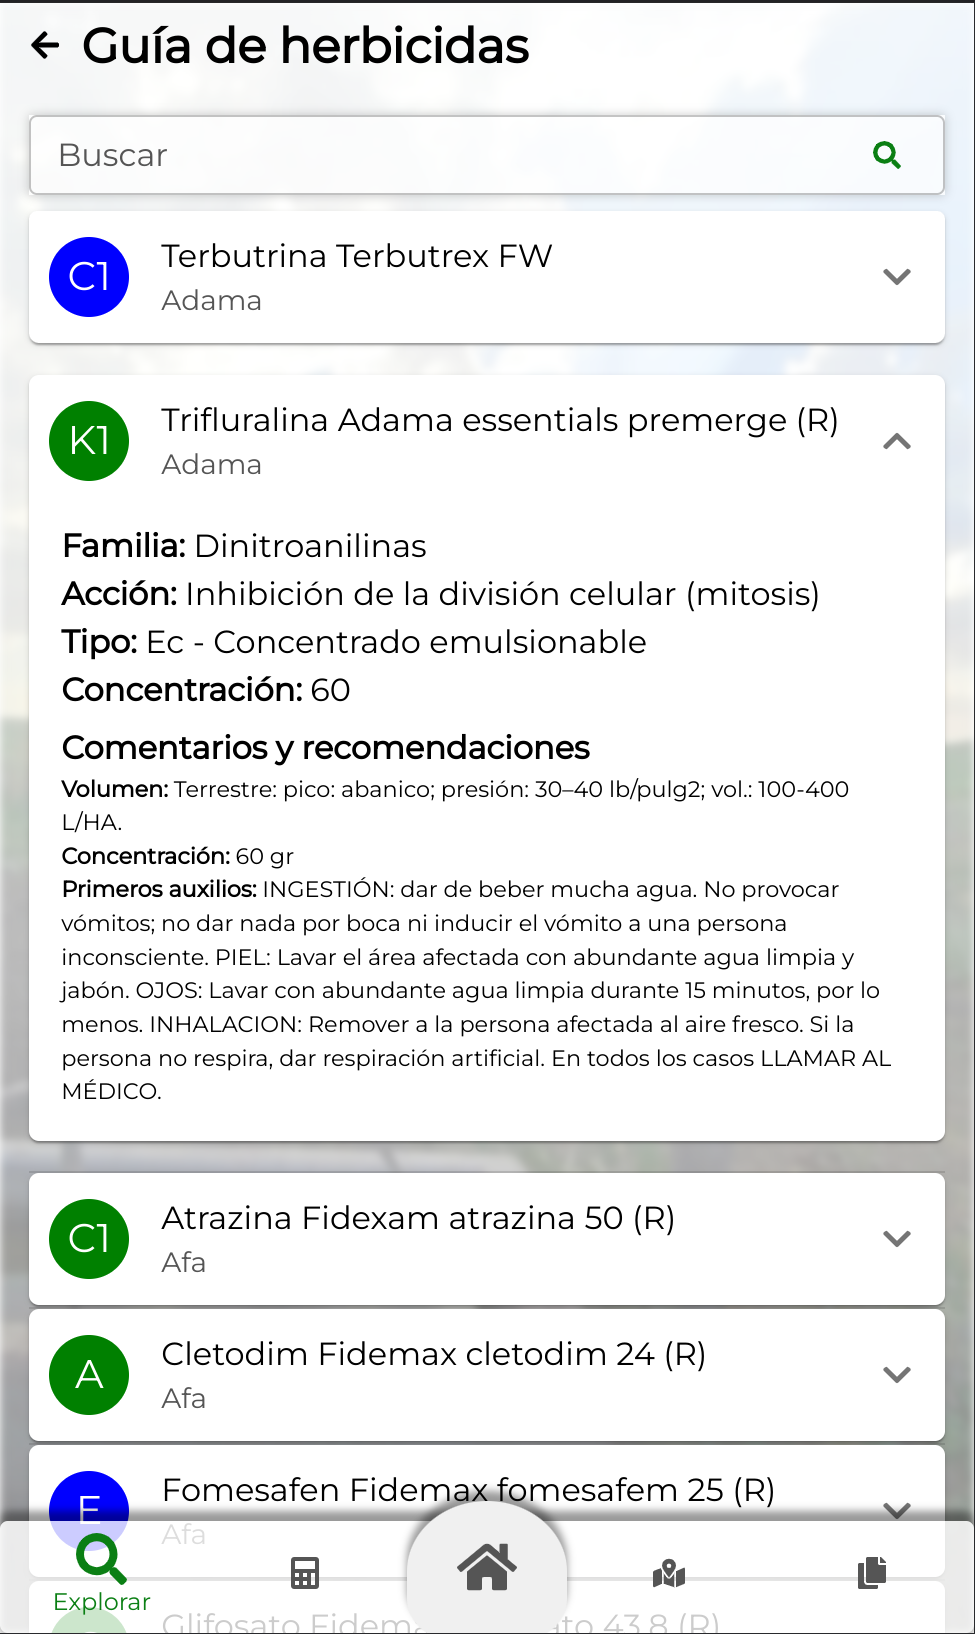 Guía de herbicidas
Buscar
C1
Terbutrina Terbutrex FW
Adama
K1
Trifluralina Adama essentials premerge (R)
Adama
Familia: Dinitroanilinas
Acción: Inhibición de la división celular (mitosis)
Tipo: Ec - Concentrado emulsionable
Concentración: 60
Comentarios y recomendaciones
Volumen: Terrestre: pico: abanico; presión: 30–40 lb/pulg2; vol.: 100-400
L/HA.
Concentración: 60 gr
Primeros auxilios: INGESTIÓN: dar de beber mucha agua. No provocar
vómitos; no dar nada por boca ni inducir el vómito a una persona
inconsciente. PIEL: Lavar el área afectada con abundante agua limpia y
jabón. OJOS: Lavar con abundante agua limpia durante 15 minutos, por lo
menos. INHALACION: Remover a la persona afectada al aire fresco. Si la
persona no respira, dar respiración artificial. En todos los casos LLAMAR AL
MÉDICO.
C1
Atrazina Fidexam atrazina 50 (R)
Afa
A
Cletodim Fidemax cletodim 24 (R)
Afa
E
Fomesafen Fidemax fomesafem 25 (R)
Afa
Explorar
Glifosato 43.8 (R)